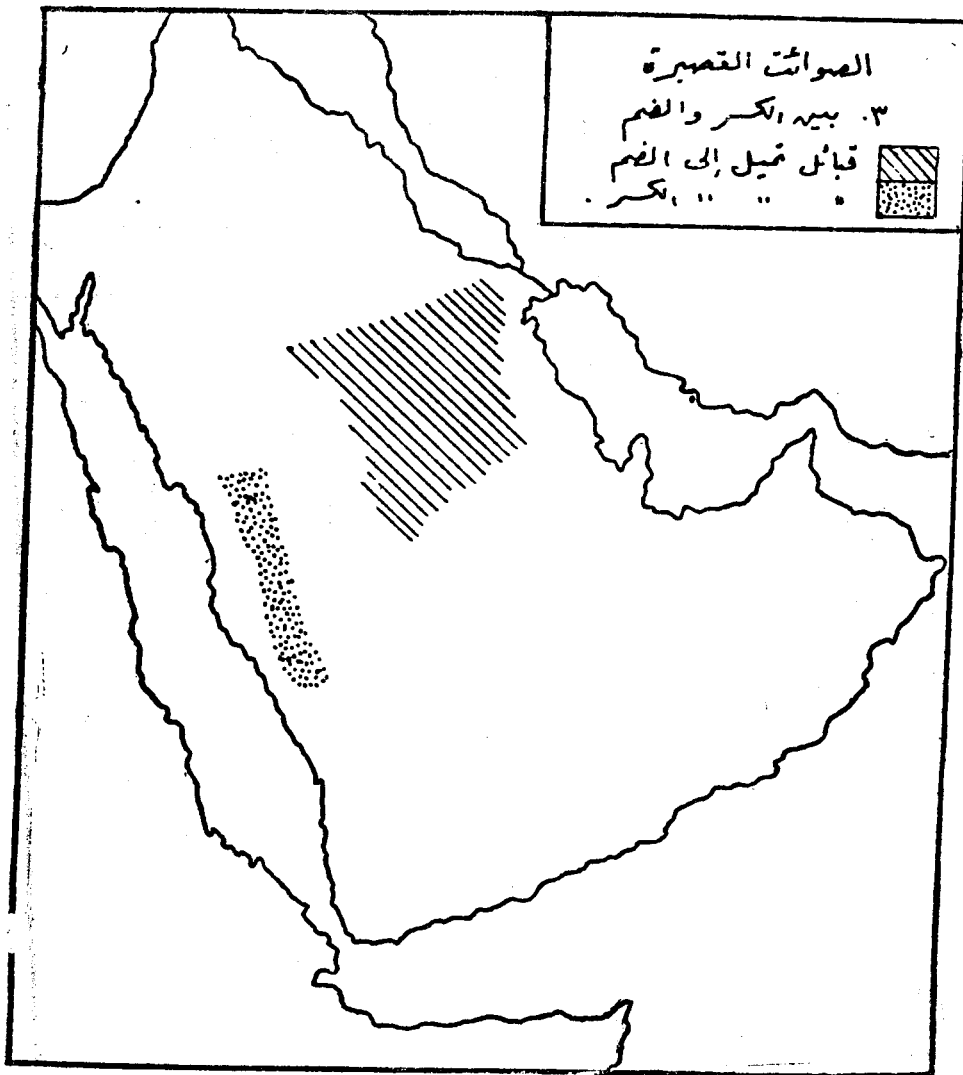 الصوائت القصيرة
٣. بين الكسر والضم
قبائل تميل إلى الضم
" " " الكسر .